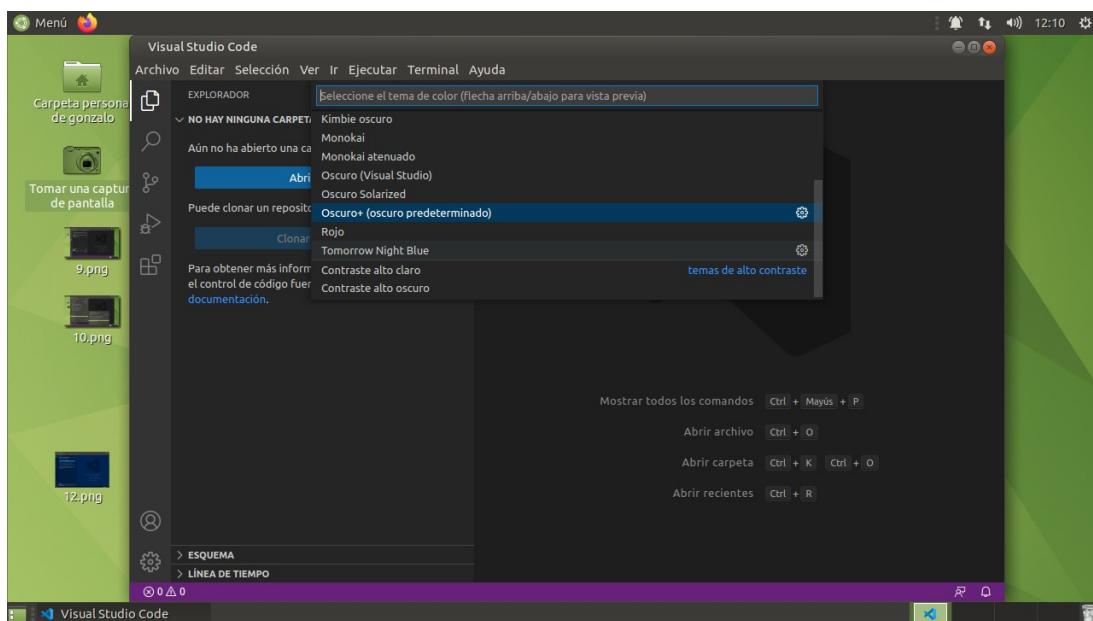 Menú
12:10
Carpeta persona
de gonzalo
Tomar una captur
de pantalla
9.png
10.png
12.png
Visual Studio Code
Archivo Editar Selección Ver Ir Ejecutar Terminal Ayuda
EXPLORADOR
NO HAY NINGUNA CARPETA
Aún no ha abierto una ca
Abri
Puede clonar un reposito
Clonar
Para obtener más inform
el control de código fuer
documentación.
Seleccione el tema de color (flecha arriba/abajo para vista previa)
Kimbie oscuro
Monokai
Monokai atenuado
Oscuro (Visual Studio)
Oscuro Solarized
Oscuro+ (oscuro predeterminado)
Rojo
Tomorrow Night Blue
Contraste alto claro temas de alto contraste
Contraste alto oscuro
Mostrar todos los comandos Ctrl + Mayús + P
Abrir archivo Ctrl + O
Abrir carpeta Ctrl + K Ctrl + O
Abrir recientes Ctrl + R
ESQUEMA
LÍNEA DE TIEMPO
0 0
Visual Studio Code